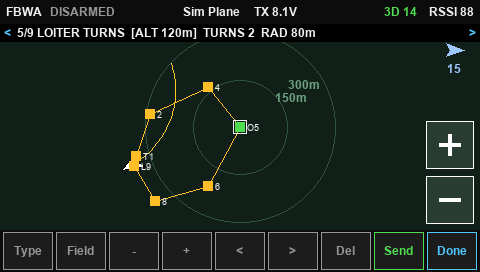 FBWA DISARMED Sim Plane TX 8.1V 3D 14 RSSI 88
< 5/9 LOITER TURNS [ALT 120m] TURNS 2 RAD 80m >
15
300m
150m
4
2
O5
T1
L9
6
8
+
−
Type Field - + < > Del Send Done